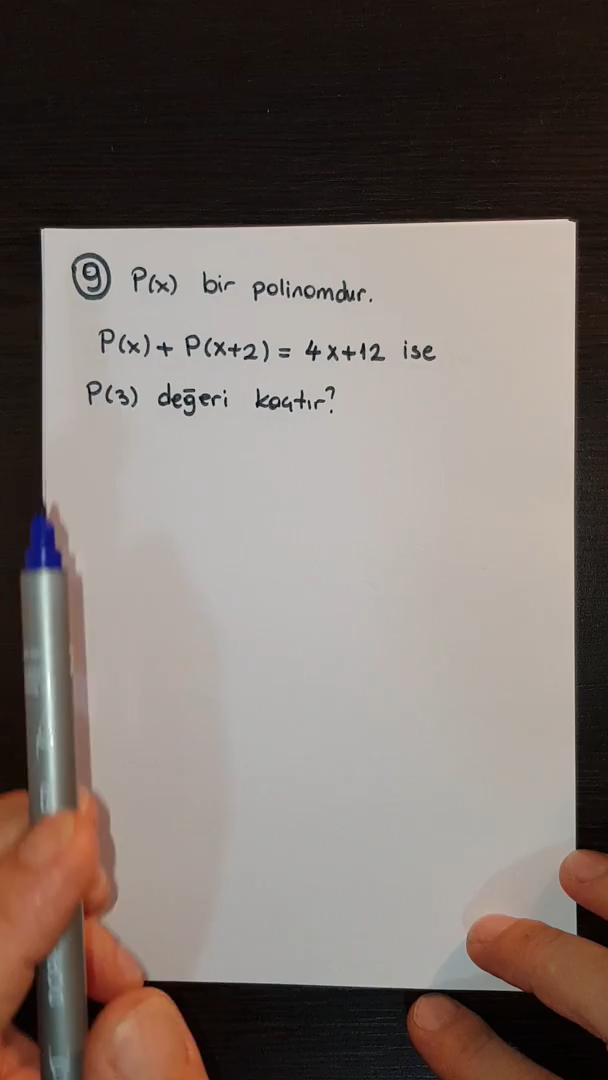 9 P(x) bir polinomdur.
P(x) + P(x+2) = 4x+12 ise
P(3) değeri kaçtır?